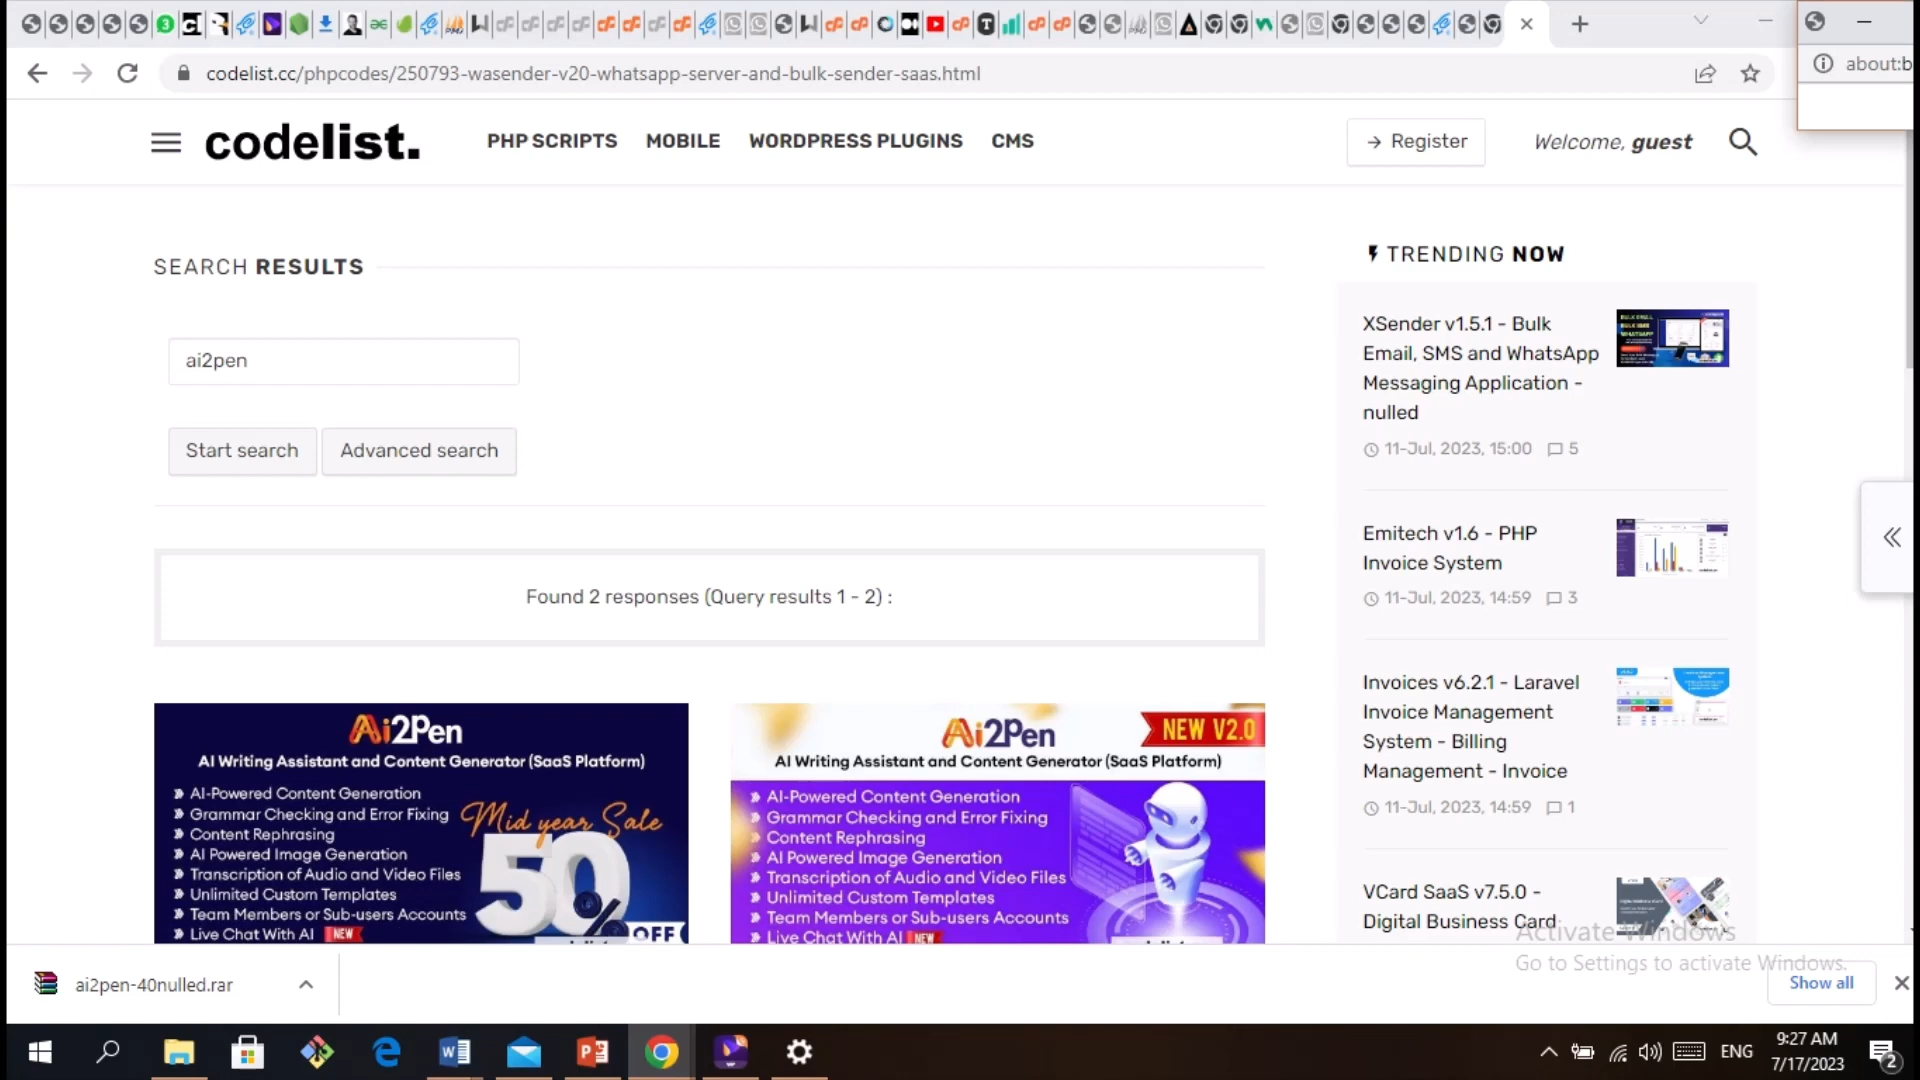 codelist.cc/phpcodes/250793-wasender-v20-whatsapp-server-and-bulk-sender-saas.html
about:b
codelist.
PHP SCRIPTS
MOBILE
WORDPRESS PLUGINS
CMS
→ Register
Welcome, guest
SEARCH RESULTS
ai2pen
Start search
Advanced search
Found 2 responses (Query results 1 - 2) :
Ai2Pen
AI Writing Assistant and Content Generator (SaaS Platform)
AI-Powered Content Generation
Grammar Checking and Error Fixing
Content Rephrasing
AI Powered Image Generation
Transcription of Audio and Video Files
Unlimited Custom Templates
Team Members or Sub-users Accounts
Live Chat With AI NEW
Mid year Sale
50% OFF
Ai2Pen
NEW V2.0
AI Writing Assistant and Content Generator (SaaS Platform)
AI-Powered Content Generation
Grammar Checking and Error Fixing
Content Rephrasing
AI Powered Image Generation
Transcription of Audio and Video Files
Unlimited Custom Templates
Team Members or Sub-users Accounts
Live Chat With AI NEW
TRENDING NOW
XSender v1.5.1 - Bulk
Email, SMS and WhatsApp
Messaging Application -
nulled
11-Jul, 2023, 15:00 5
Emitech v1.6 - PHP
Invoice System
11-Jul, 2023, 14:59 3
Invoices v6.2.1 - Laravel
Invoice Management
System - Billing
Management - Invoice
11-Jul, 2023, 14:59 1
VCard SaaS v7.5.0 -
Digital Business Card
Activate Windows
Go to Settings to activate Windows.
ai2pen-40nulled.rar
Show all
ENG
9:27 AM
7/17/2023
2